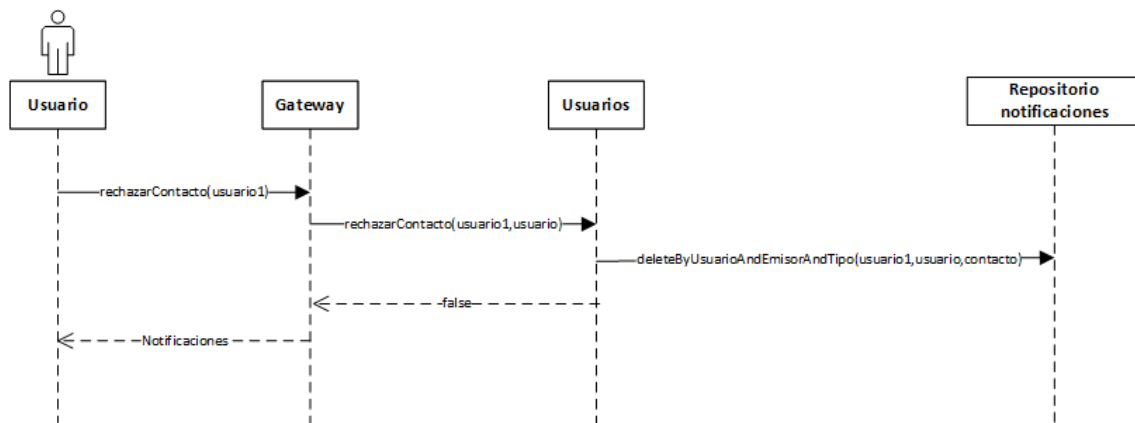 Usuario
Gateway
Usuarios
Repositorio
notificaciones
rechazarContacto(usuario1)
rechazarContacto(usuario1,usuario)
deleteByUsuarioAndEmisorAndTipo(usuario1,usuario,contacto)
false
Notificaciones